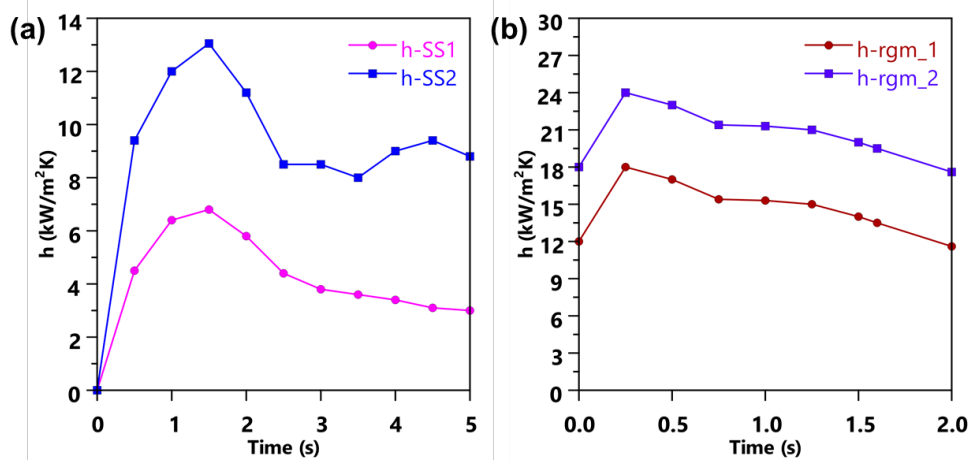 (a)
h (kW/m²K)
14
12
10
8
6
4
2
0
0 1 2 3 4 5
Time (s)
h-SS1
h-SS2
(b)
h (kW/m²K)
30
27
24
21
18
15
12
9
6
3
0
0.0 0.5 1.0 1.5 2.0
Time (s)
h-rgm_1
h-rgm_2